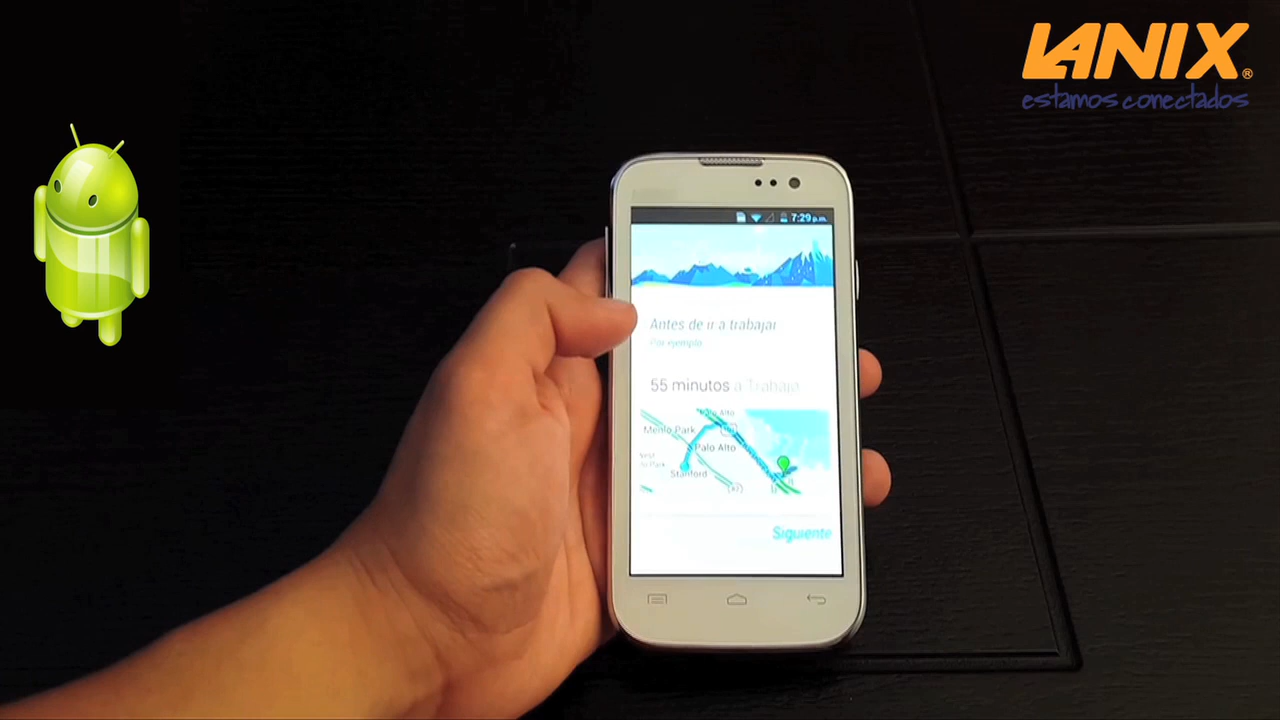 LANIX®
estamos conectados
7:29 p.m.
Antes de ir a trabajar
Por ejemplo
55 minutos a Trabajo
Palo Alto
Menlo Park
Palo Alto
Stanford
Siguiente